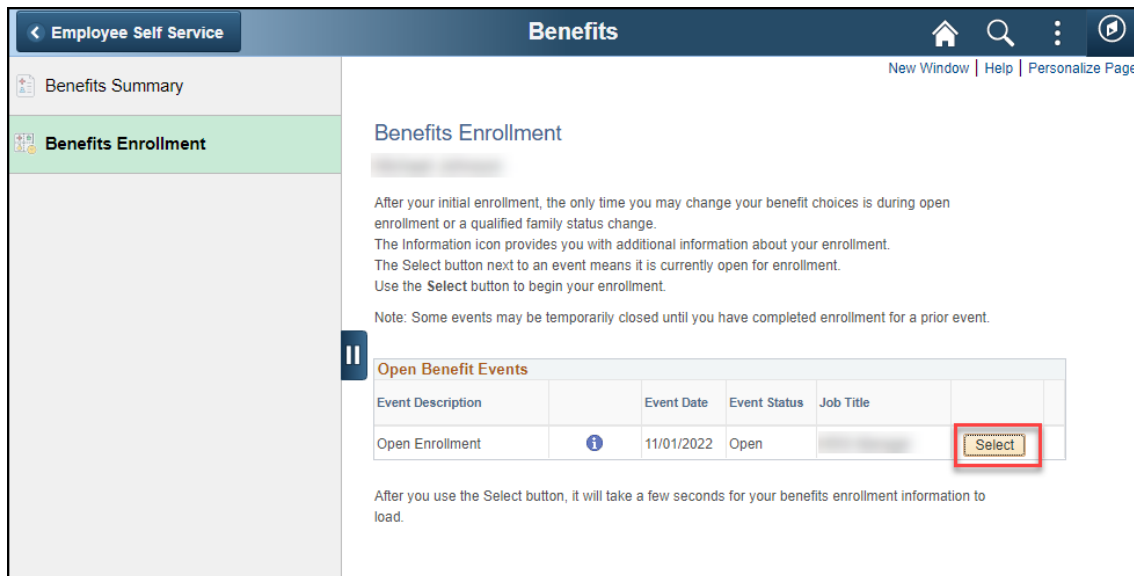 Employee Self Service
Benefits
New Window | Help | Personalize Page
Benefits Summary
Benefits Enrollment
Benefits Enrollment
After your initial enrollment, the only time you may change your benefit choices is during open
enrollment or a qualified family status change.
The Information icon provides you with additional information about your enrollment.
The Select button next to an event means it is currently open for enrollment.
Use the Select button to begin your enrollment.
Note: Some events may be temporarily closed until you have completed enrollment for a prior event.
Open Benefit Events
Event Description Event Date Event Status Job Title
Open Enrollment 11/01/2022 Open Select
After you use the Select button, it will take a few seconds for your benefits enrollment information to
load.